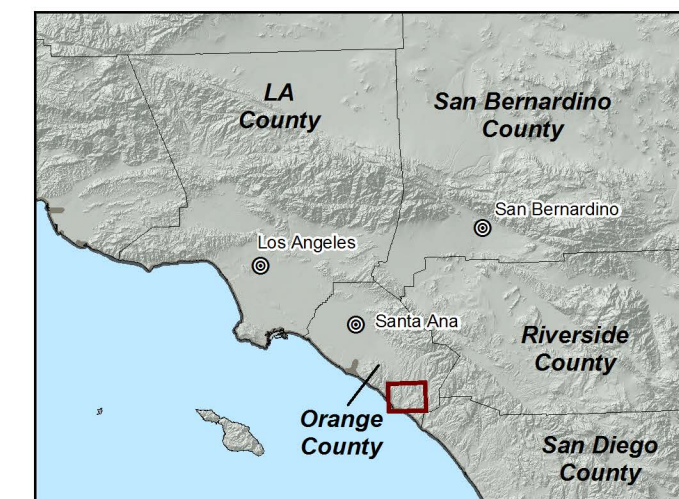 LA
County
San Bernardino
County
San Bernardino
Los Angeles
Santa Ana
Riverside
County
Orange
County
San Diego
County